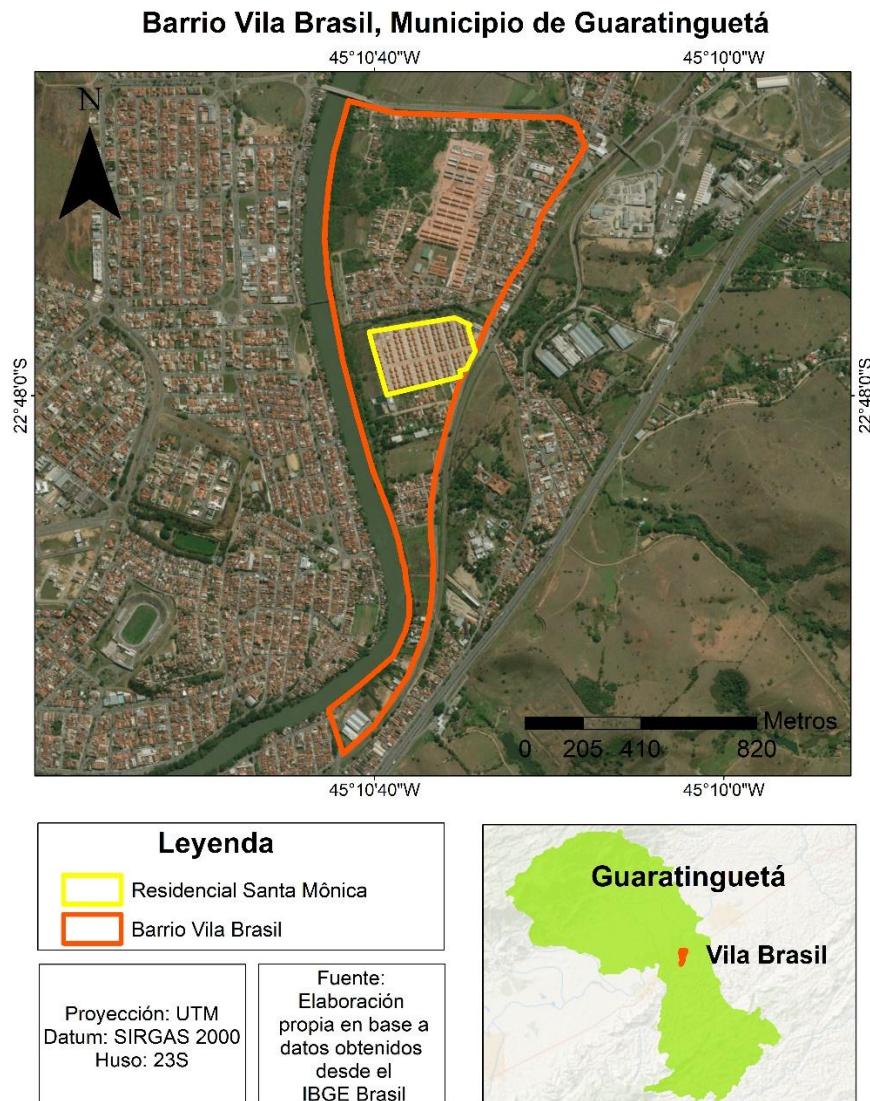 Barrio Vila Brasil, Municipio de Guaratinguetá
45°10'40"W
45°10'0"W
N
22°48'0"S
22°48'0"S
Metros
0 205 410 820
45°10'40"W
45°10'0"W
Leyenda
Residencial Santa Mônica
Barrio Vila Brasil
Guaratinguetá
Vila Brasil
Proyección: UTM
Datum: SIRGAS 2000
Huso: 23S
Fuente:
Elaboración
propia en base a
datos obtenidos
desde el
IBGE Brasil